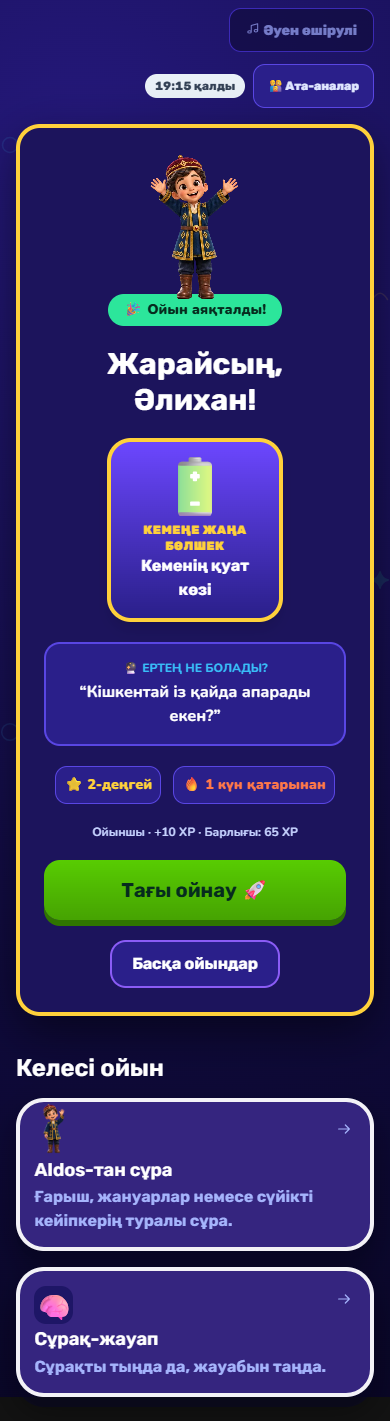 Әуен өшірулі
19:15 қалды
Ата-аналар
Ойын аяқталды!
Жарайсың,
Әлихан!
КЕМЕҢЕ ЖАҢА
БӨЛШЕК
Кеменің қуат
көзі
ЕРТЕҢ НЕ БОЛАДЫ?
“Кішкентай із қайда апарады
екен?”
2-деңгей
1 күн қатарынан
Ойыншы · +10 XP · Барлығы: 65 XP
Тағы ойнау
Басқа ойындар
Келесі ойын
Aldos-тан сұра
Ғарыш, жануарлар немесе сүйікті
кейіпкерің туралы сұра.
Сұрақ-жауап
Сұрақты тыңда да, жауабын таңда.